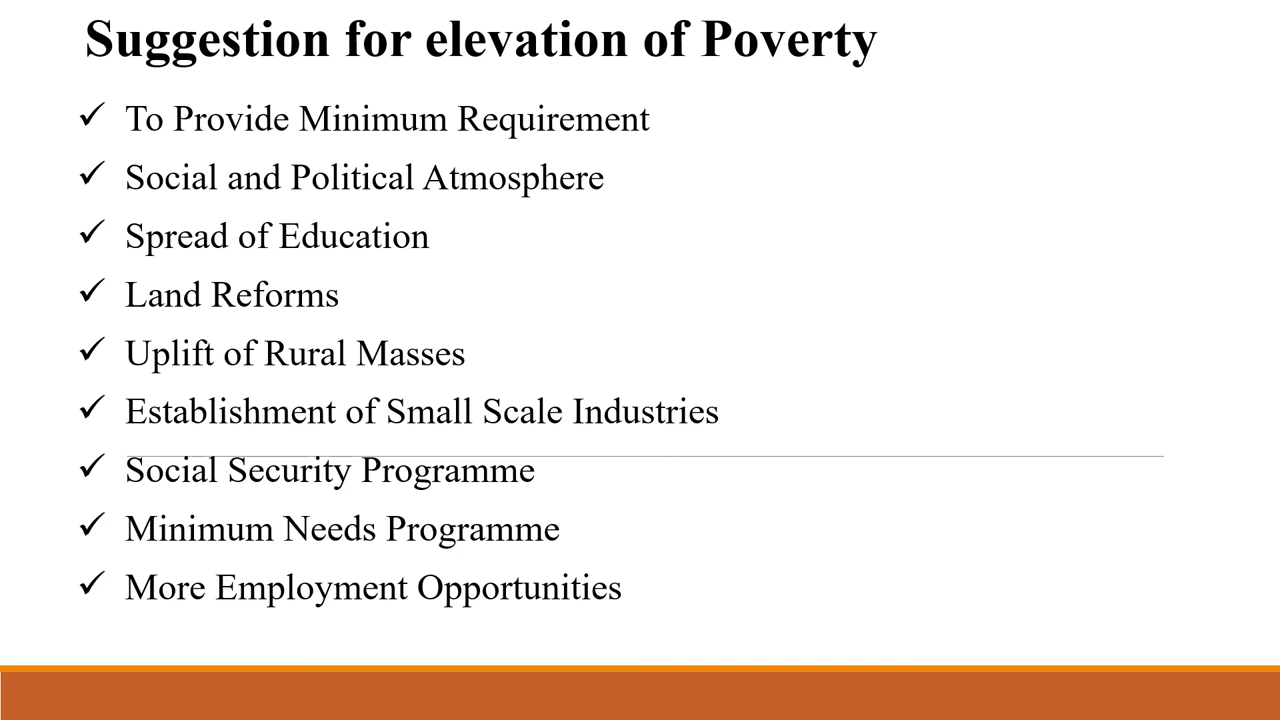 Suggestion for elevation of Poverty
✓ To Provide Minimum Requirement
✓ Social and Political Atmosphere
✓ Spread of Education
✓ Land Reforms
✓ Uplift of Rural Masses
✓ Establishment of Small Scale Industries
✓ Social Security Programme
✓ Minimum Needs Programme
✓ More Employment Opportunities